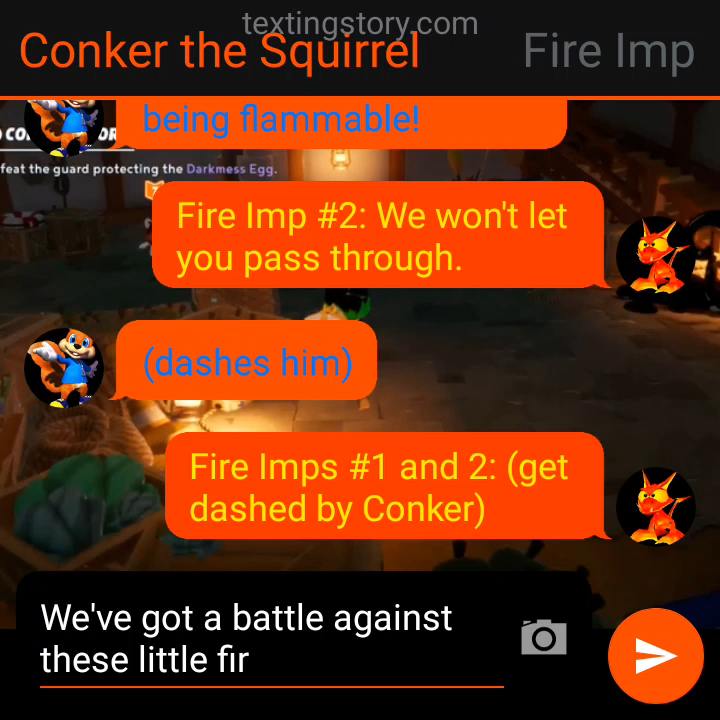 textingstory.com
Conker the Squirrel
Fire Imp
being flammable!
feat the guard protecting the Darkmess Egg.
Fire Imp #2: We won't let
you pass through.
(dashes him)
Fire Imps #1 and 2: (get
dashed by Conker)
We've got a battle against
these little fir